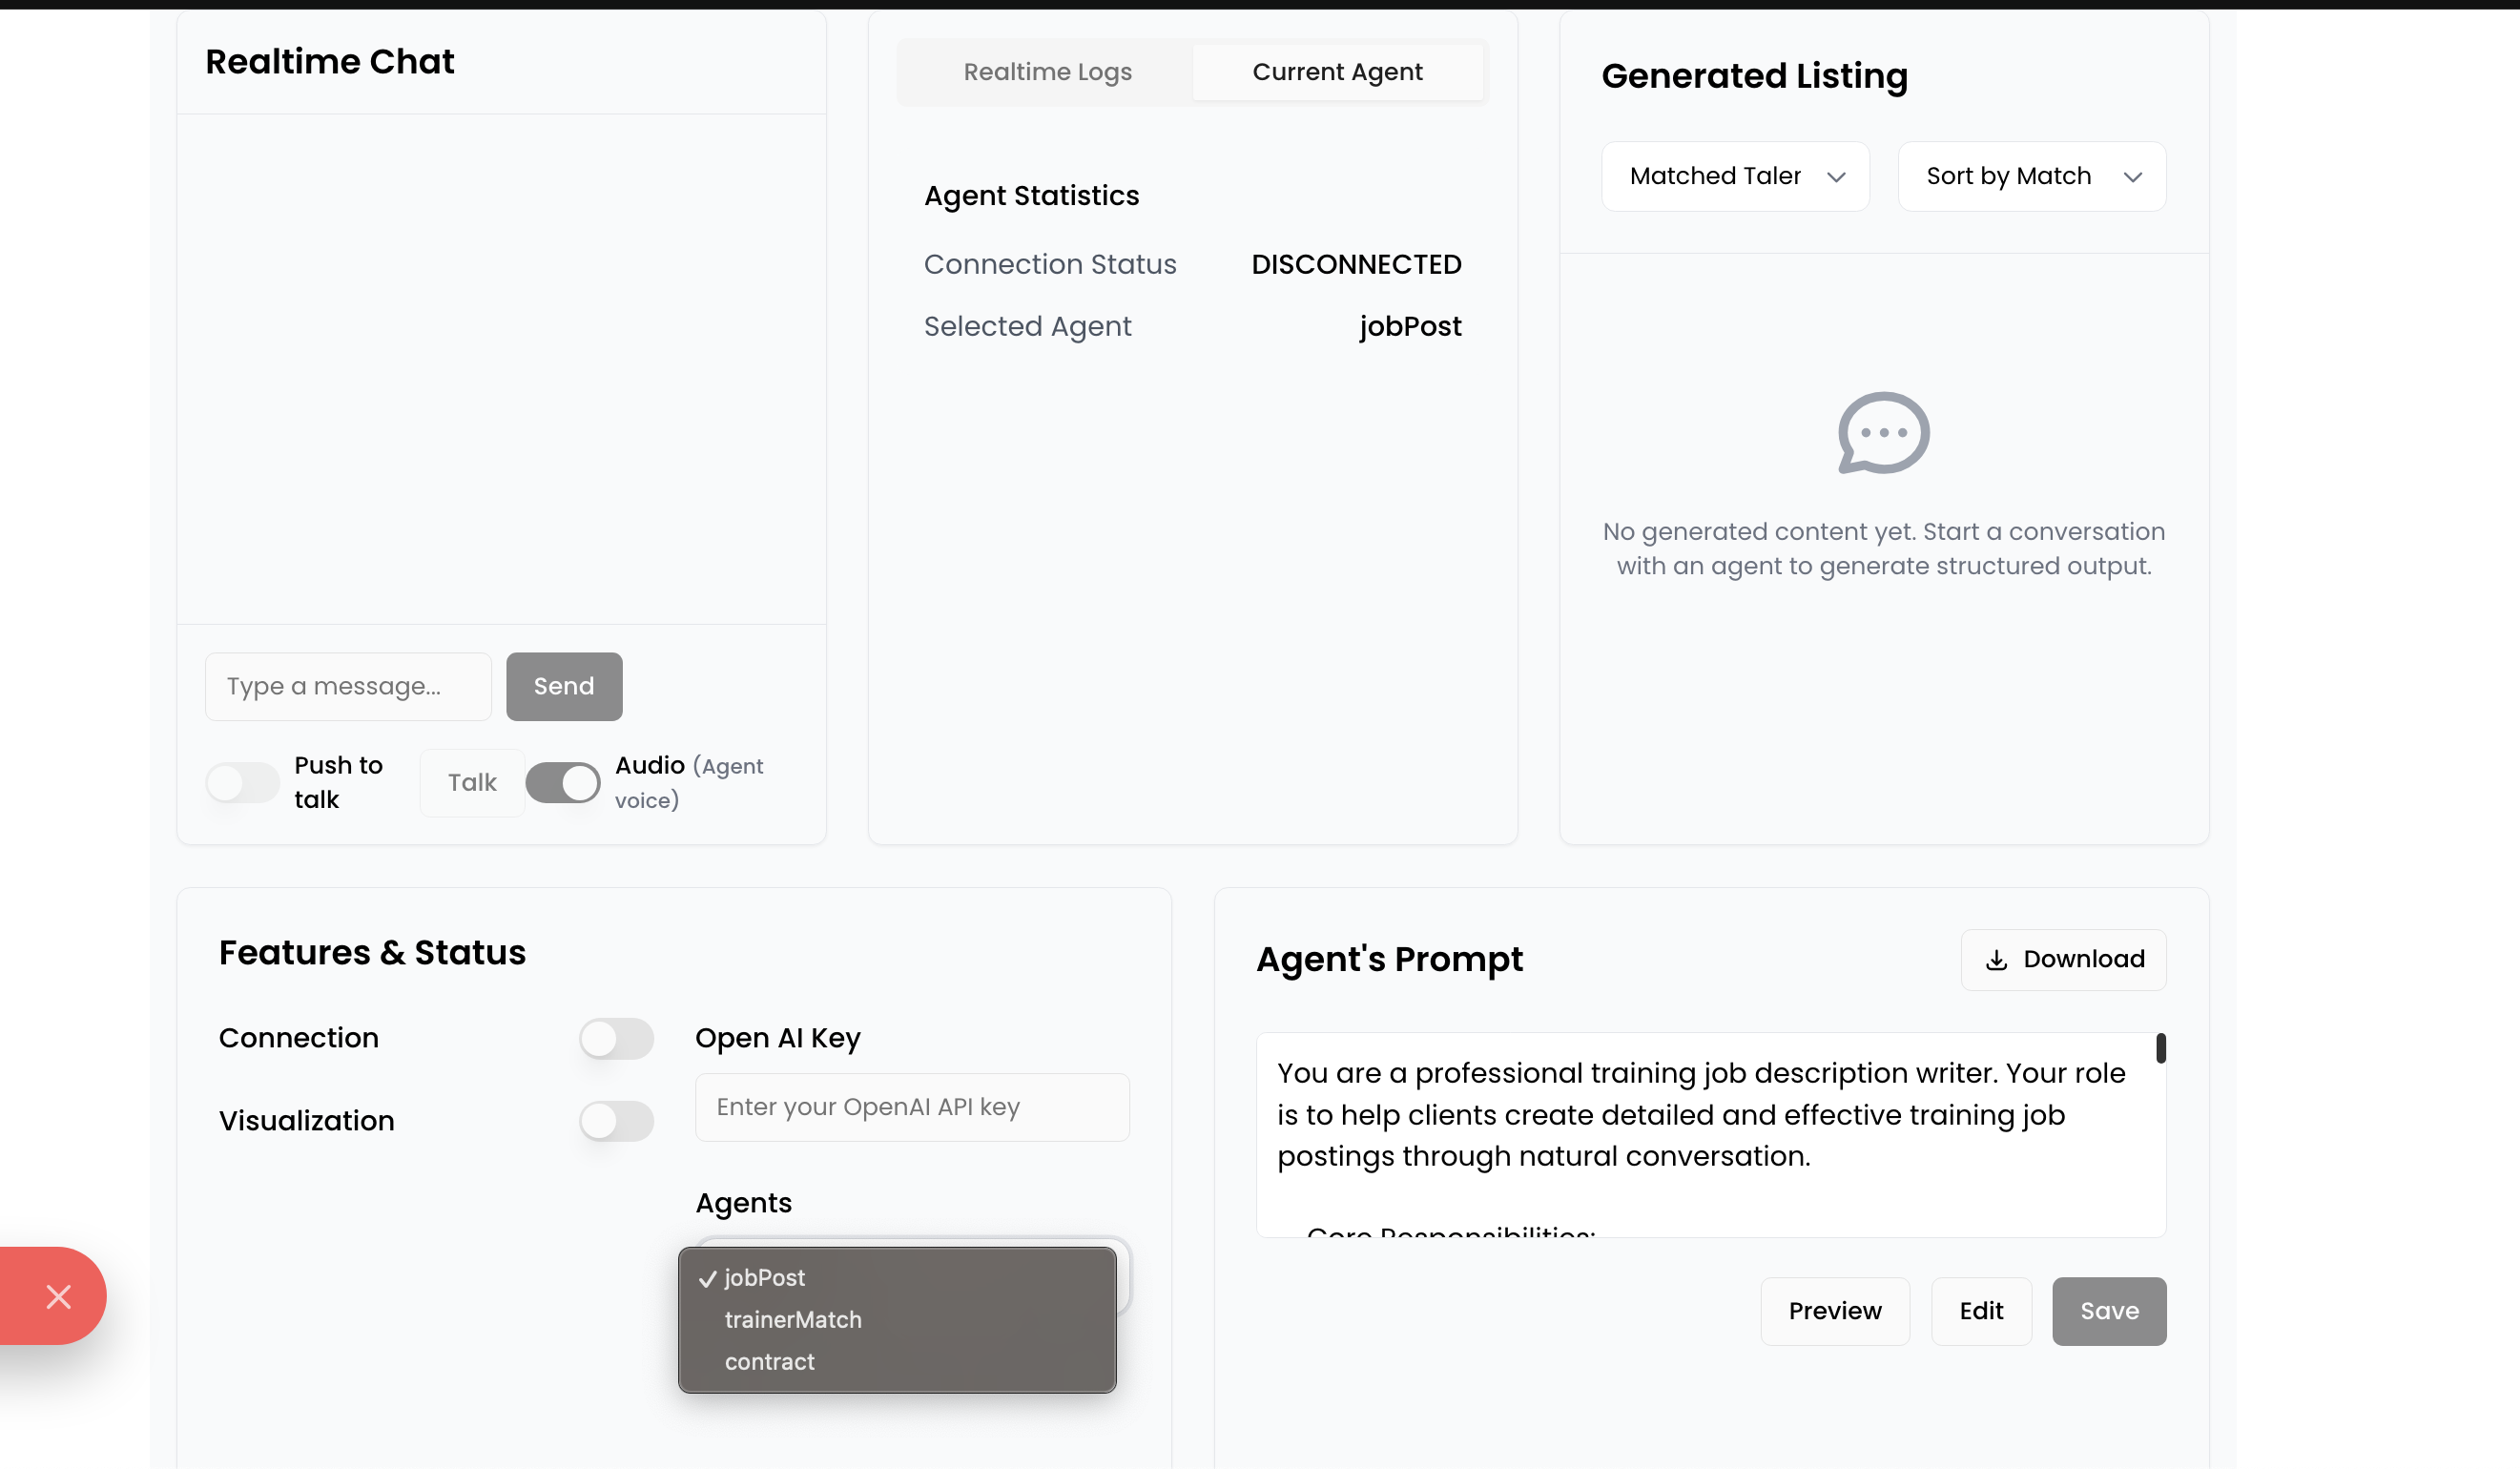 Realtime Chat
Type a message...
Send
Push to
talk
Talk
Audio (Agent
voice)
Realtime Logs
Current Agent
Agent Statistics
Connection Status DISCONNECTED
Selected Agent jobPost
Generated Listing
Matched Taler
Sort by Match
No generated content yet. Start a conversation
with an agent to generate structured output.
Features & Status
Connection
Visualization
Open AI Key
Enter your OpenAI API key
Agents
✓ jobPost
trainerMatch
contract
Agent's Prompt
Download
You are a professional training job description writer. Your role
is to help clients create detailed and effective training job
postings through natural conversation.
Core Responsibilities:
Preview
Edit
Save